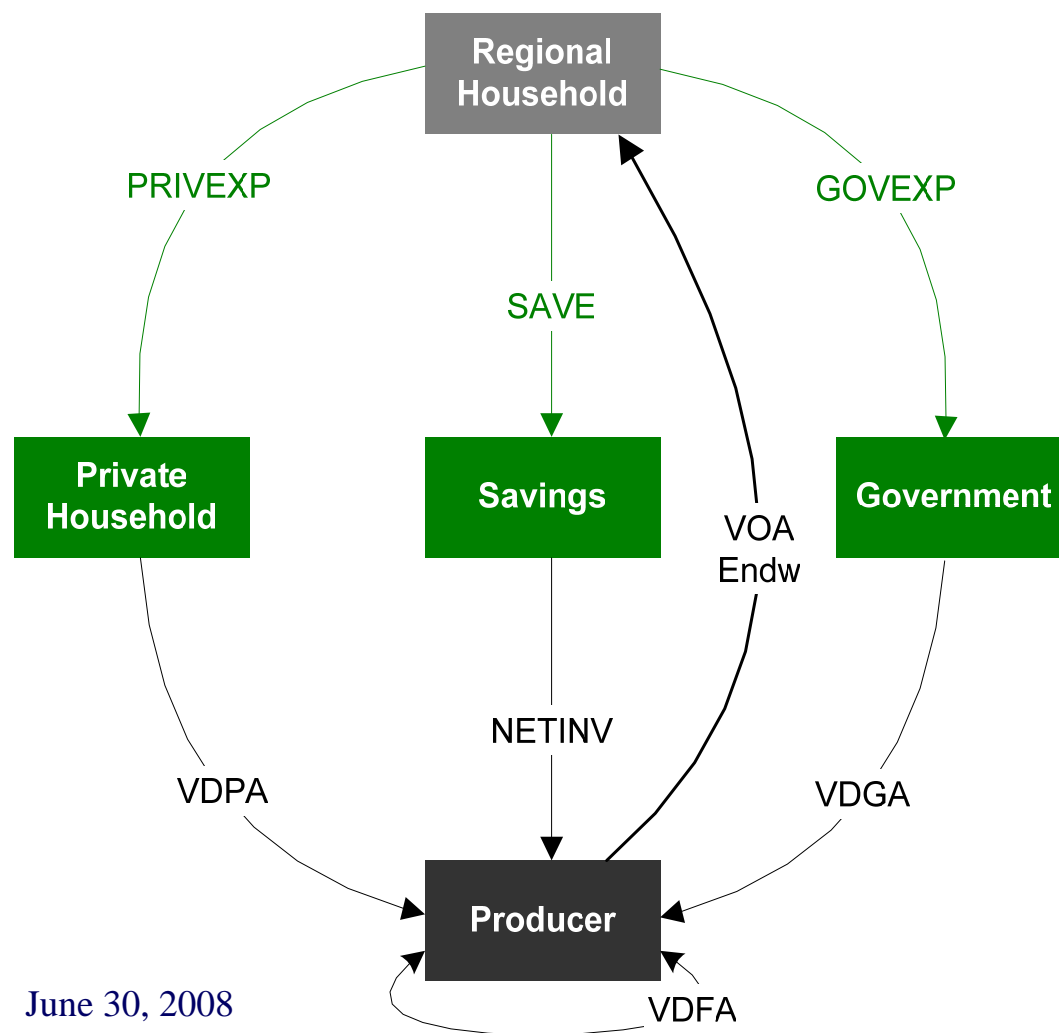 Regional
Household
PRIVEXP
GOVEXP
SAVE
Private
Household
Savings
Government
VOA
Endw
NETINV
VDPA
VDGA
Producer
VDFA
June 30, 2008